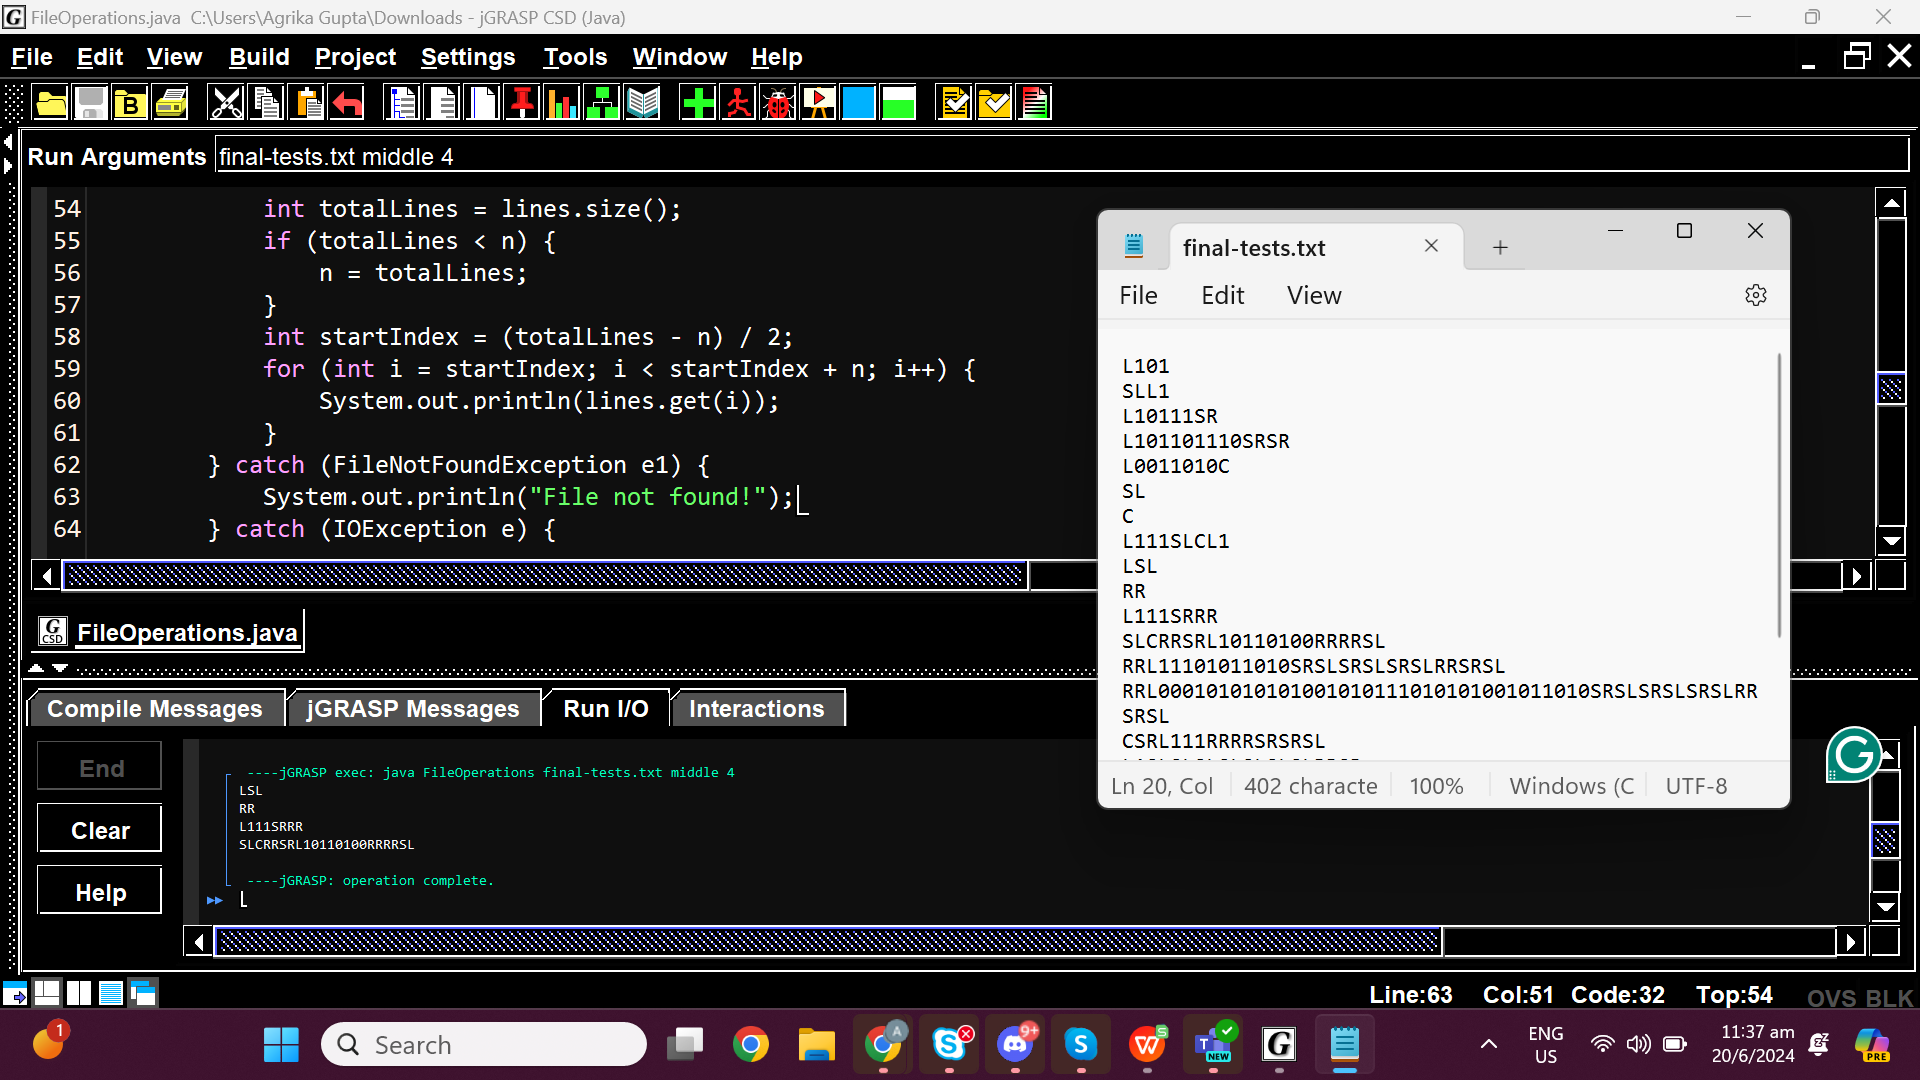 FileOperations.java C:\Users\Agrika Gupta\Downloads - jGRASP CSD (Java)
File Edit View Build Project Settings Tools Window Help
B
Run Arguments final-tests.txt middle 4
54 int totalLines = lines.size();
55 if (totalLines < n) {
56 n = totalLines;
57 }
58 int startIndex = (totalLines - n) / 2;
59 for (int i = startIndex; i < startIndex + n; i++) {
60 System.out.println(lines.get(i));
61 }
62 } catch (FileNotFoundException e1) {
63 System.out.println("File not found!");
64 } catch (IOException e) {
final-tests.txt
File Edit View
L101
SLL1
L10111SR
L101101110SRSR
L0011010C
SL
C
L111SLCL1
LSL
RR
L111SRRR
SLCRRSRL10110100RRRRSL
RRL11101011010SRSLSRSLSRSLRRSRSL
RRL000101010101001010111010101001011010SRSLSRSLSRSLRR
SRSL
CSRL111RRRRSRSRSL
Ln 20, Col 402 characte 100% Windows (C UTF-8
G CSD FileOperations.java
Compile Messages jGRASP Messages Run I/O Interactions
End
Clear
Help
----jGRASP exec: java FileOperations final-tests.txt middle 4
LSL
RR
L111SRRR
SLCRRSRL10110100RRRRSL
----jGRASP: operation complete.
Line:63 Col:51 Code:32 Top:54 OVS BLK
1
Search
A
9+
NEW
ENG
US
11:37 am
20/6/2024
PRE